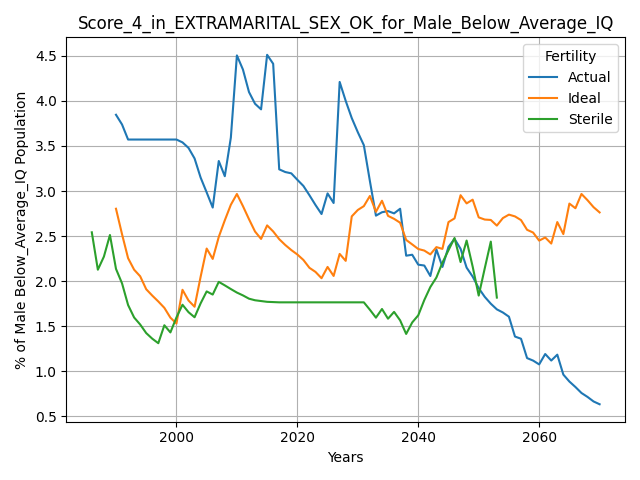 Score_4_in_EXTRAMARITAL_SEX_OK_for_Male_Below_Average_IQ
% of Male Below_Average_IQ Population
4.5
4.0
3.5
3.0
2.5
2.0
1.5
1.0
0.5
Fertility
Actual
Ideal
Sterile
2000 2020 2040 2060
Years